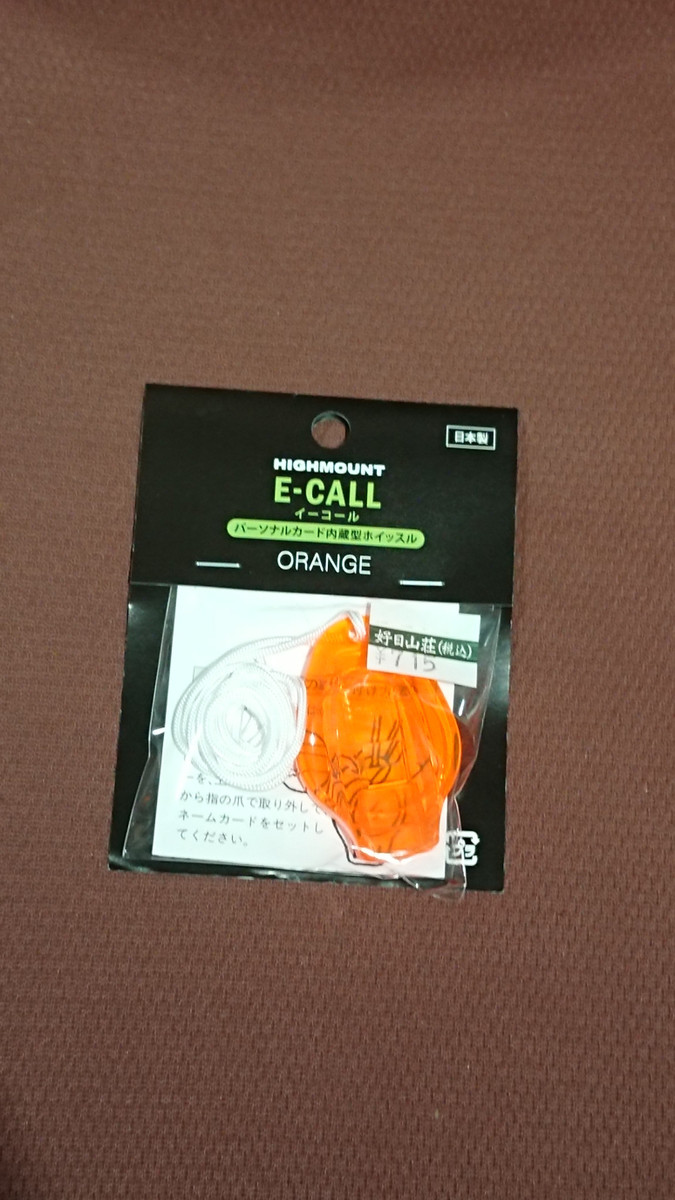 日本製
HIGHMOUNT
E-CALL
イーコール
パーソナルカード内蔵型ホイッスル
ORANGE
好日山荘(税込)
¥715
から指の爪で取り外して
ネームカードをセットし
てください。
プラ